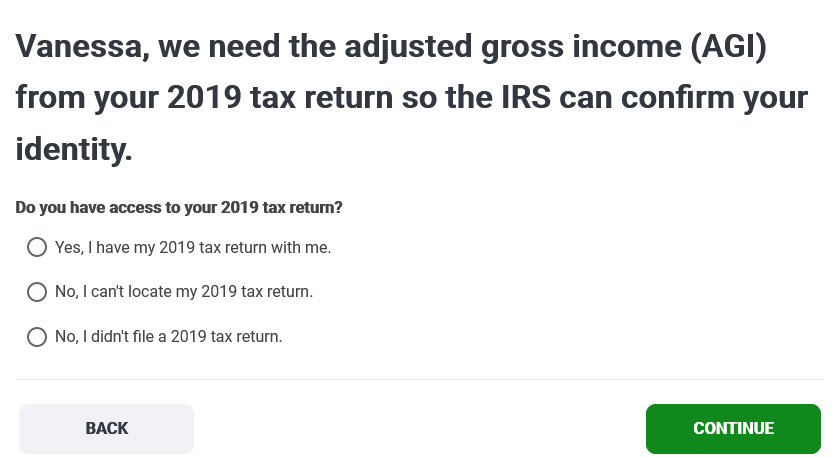 Vanessa, we need the adjusted gross income (AGI)
from your 2019 tax return so the IRS can confirm your
identity.
Do you have access to your 2019 tax return?
Yes, I have my 2019 tax return with me.
No, I can't locate my 2019 tax return.
No, I didn't file a 2019 tax return.
BACK
CONTINUE